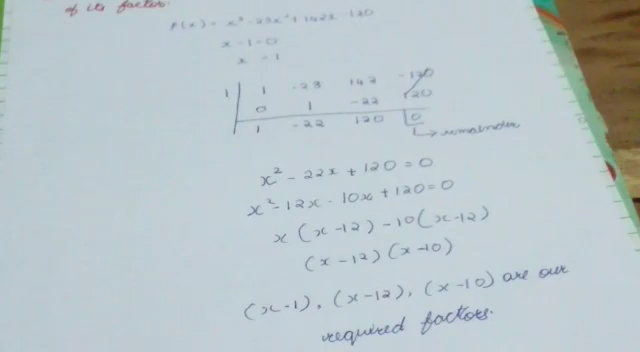 of its factor.
P(x) = x³ - 23x² + 142x - 120
x - 1 = 0
x = 1
1 | 1 -23 142 -120
0 1 -22 120
1 -22 120 0
→ remainder
x² - 22x + 120 = 0
x² - 12x - 10x + 120 = 0
x (x - 12) - 10 (x - 12)
(x - 12) (x - 10)
(x - 1), (x - 12), (x - 10) are our
required factors.